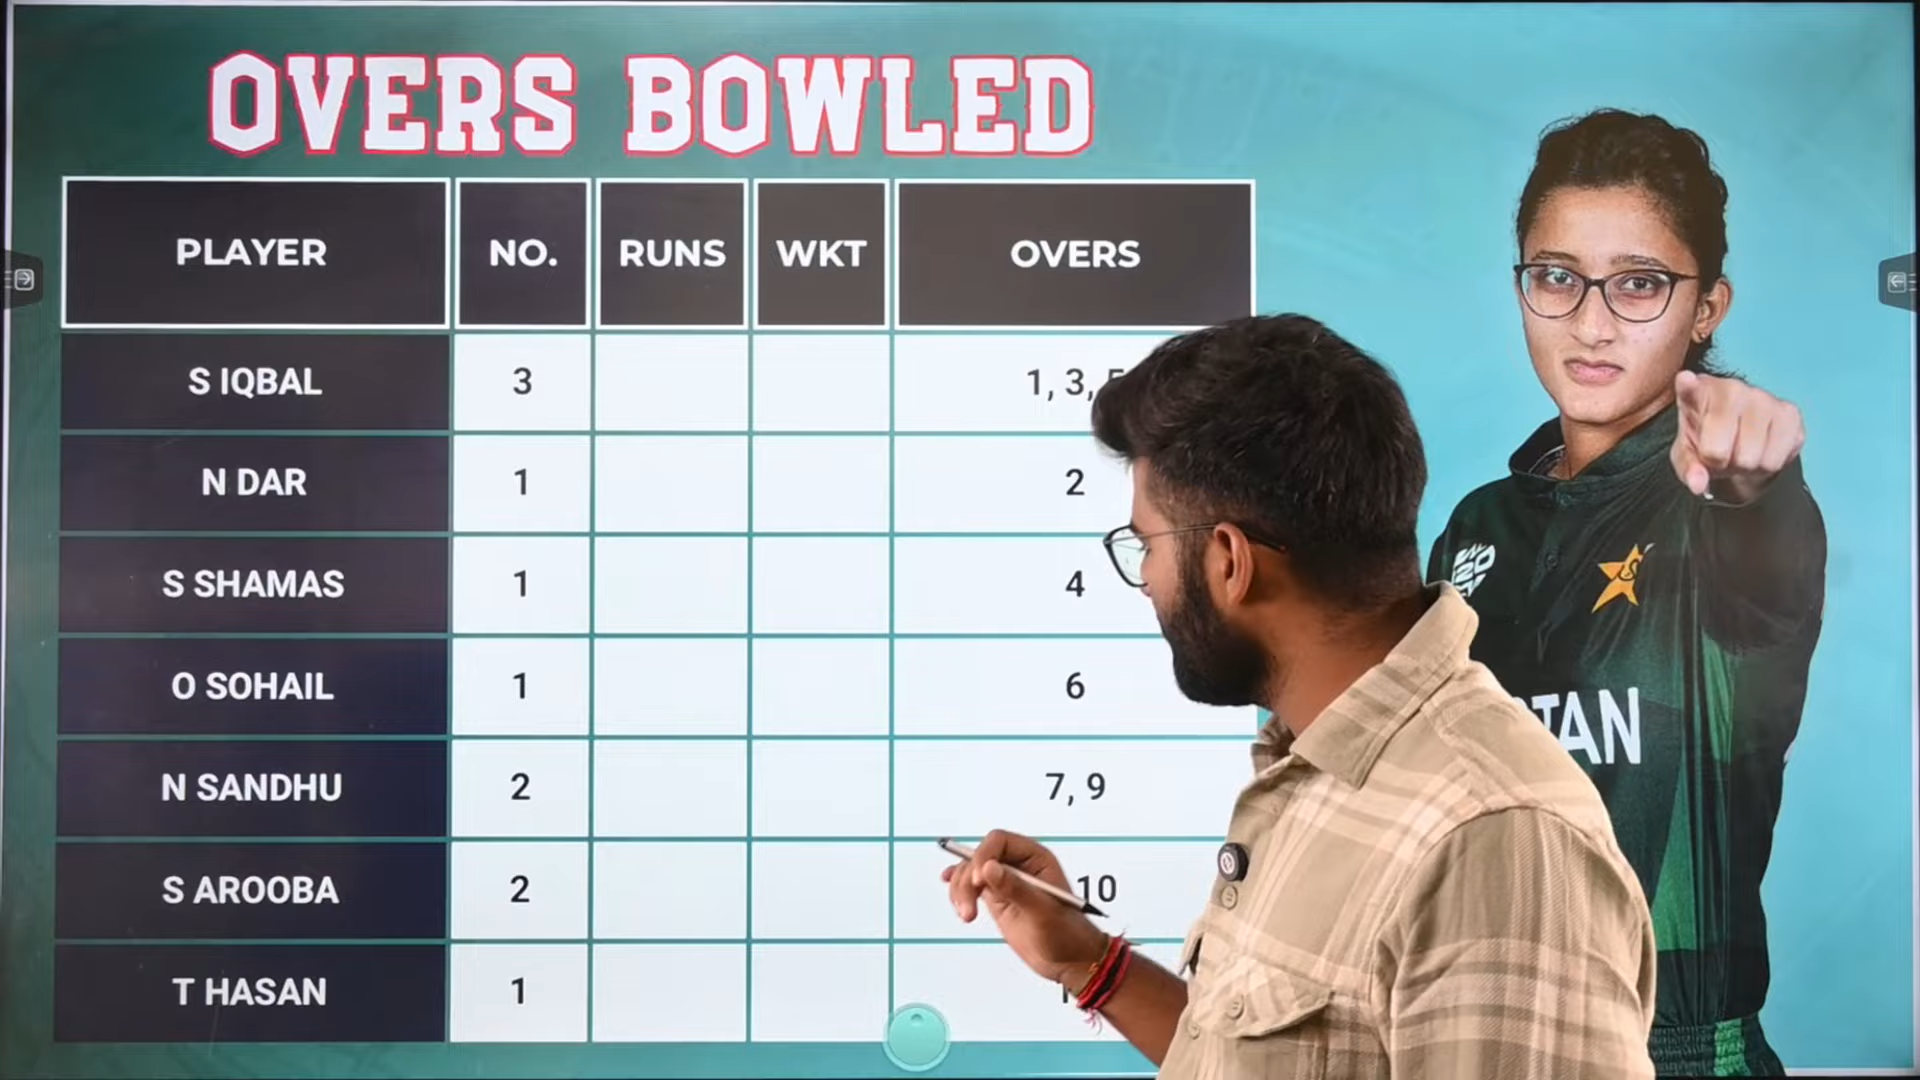 OVERS BOWLED
PLAYER NO. RUNS WKT OVERS
S IQBAL 3 1, 3,
N DAR 1 2
S SHAMAS 1 4
O SOHAIL 1 6
N SANDHU 2 7, 9
S AROOBA 2 10
T HASAN 1
TAN